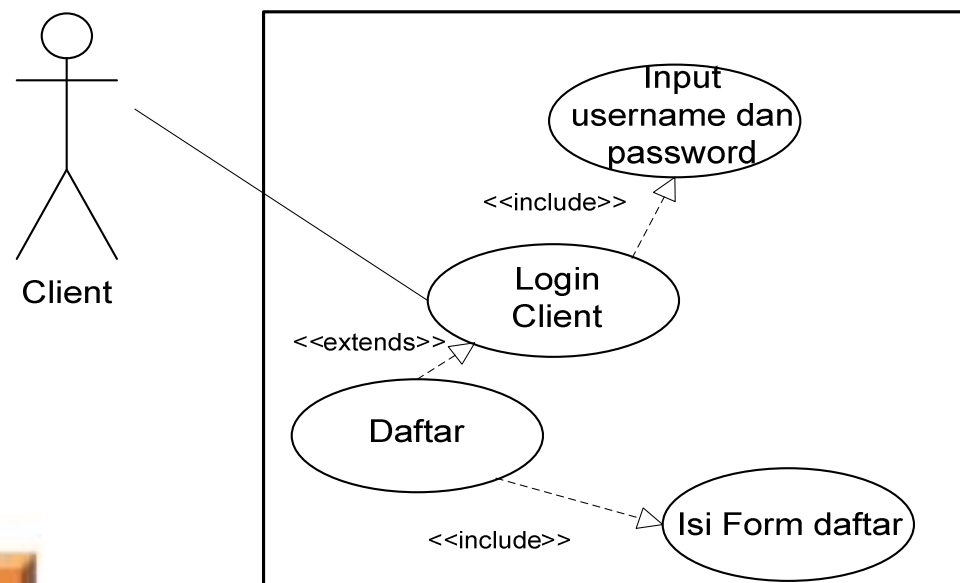 Input
username dan
password
<<include>>
Login
Client
Client
<<extends>>
Daftar
Isi Form daftar
<<include>>